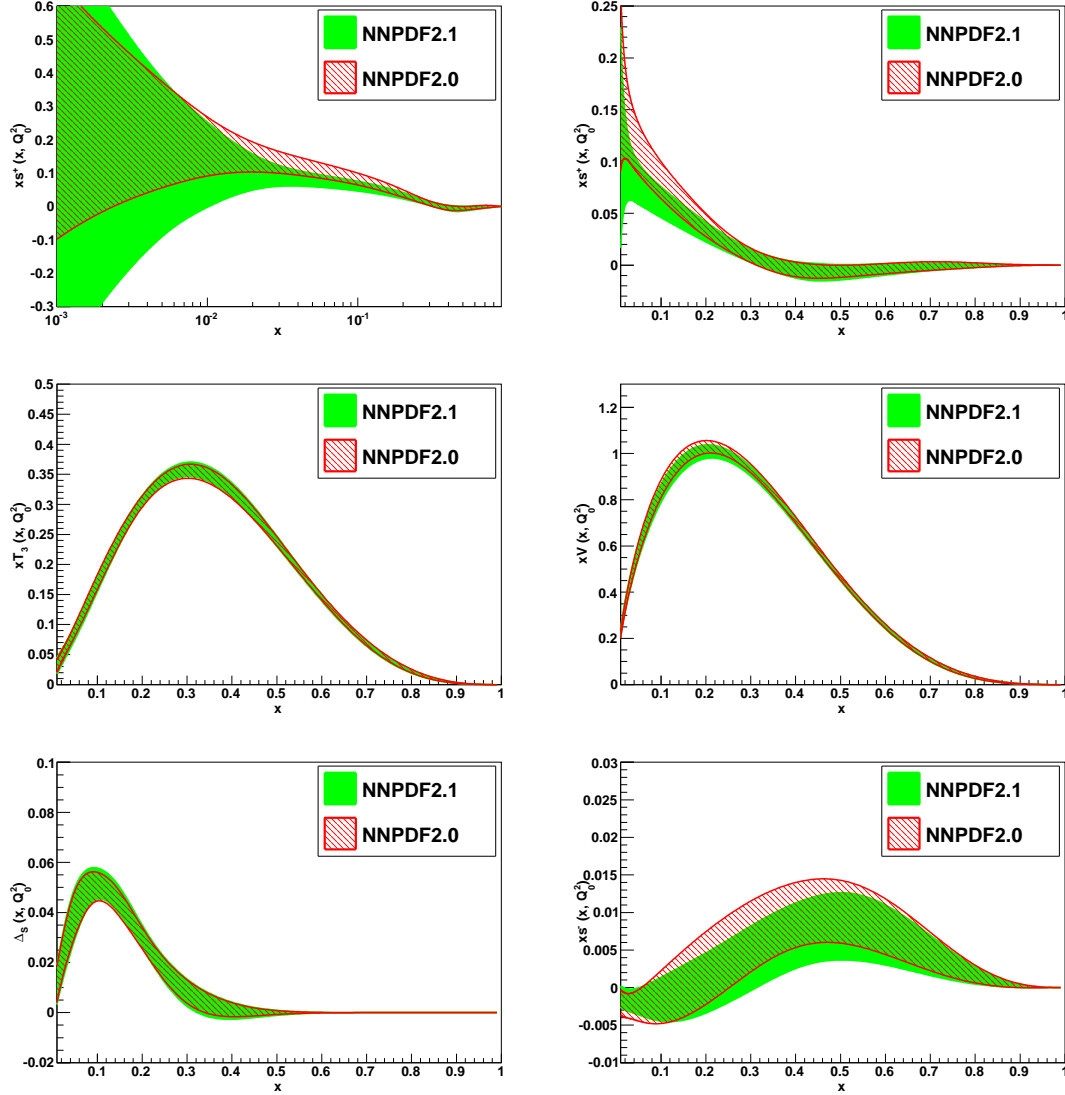 NNPDF2.1
NNPDF2.0
xs⁺ (x, Q₀²)
0.6
0.5
0.4
0.3
0.2
0.1
0
-0.1
-0.2
-0.3
10⁻³ 10⁻² 10⁻¹
x
NNPDF2.1
NNPDF2.0
xs⁺ (x, Q₀²)
0.25
0.2
0.15
0.1
0.05
0
0.1 0.2 0.3 0.4 0.5 0.6 0.7 0.8 0.9 1
x
NNPDF2.1
NNPDF2.0
xT₃ (x, Q₀²)
0.5
0.45
0.4
0.35
0.3
0.25
0.2
0.15
0.1
0.05
0
0.1 0.2 0.3 0.4 0.5 0.6 0.7 0.8 0.9 1
x
NNPDF2.1
NNPDF2.0
xV (x, Q₀²)
1.2
1
0.8
0.6
0.4
0.2
0
0.1 0.2 0.3 0.4 0.5 0.6 0.7 0.8 0.9 1
x
NNPDF2.1
NNPDF2.0
Δₛ (x, Q₀²)
0.1
0.08
0.06
0.04
0.02
0
-0.02
0.1 0.2 0.3 0.4 0.5 0.6 0.7 0.8 0.9 1
x
NNPDF2.1
NNPDF2.0
xs⁻ (x, Q₀²)
0.03
0.025
0.02
0.015
0.01
0.005
0
-0.005
-0.01
0.1 0.2 0.3 0.4 0.5 0.6 0.7 0.8 0.9 1
x